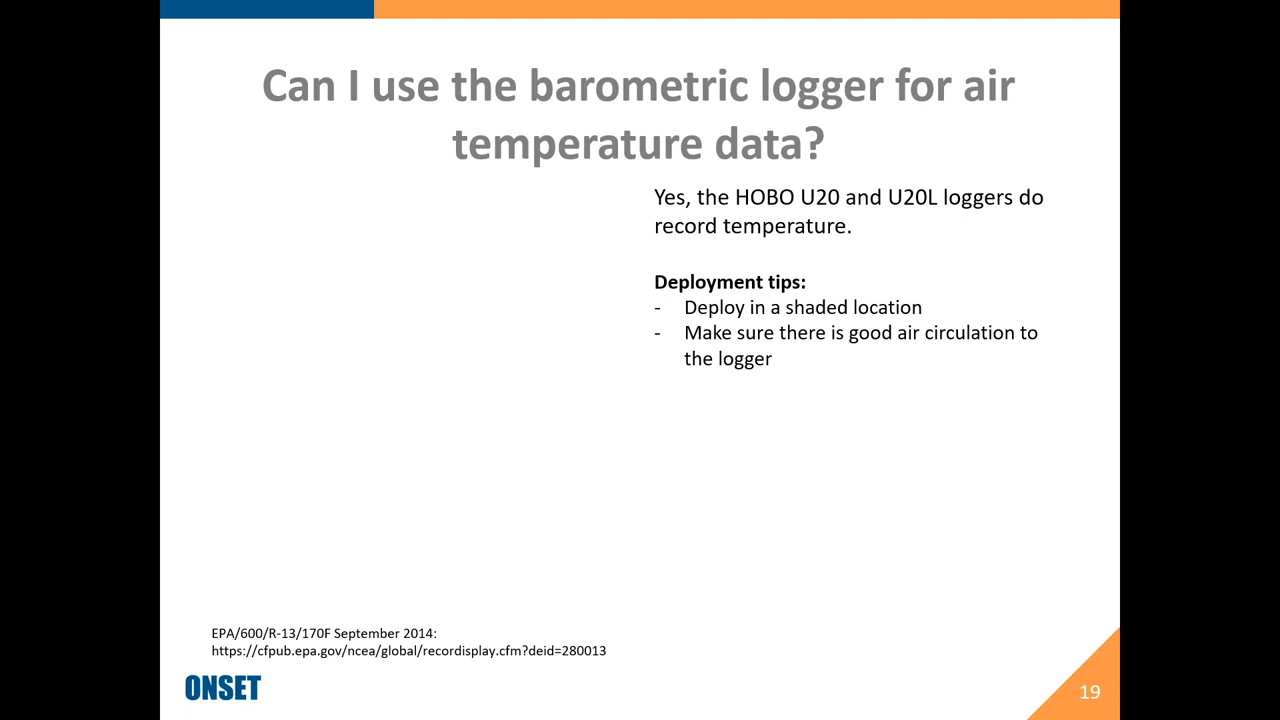 Can I use the barometric logger for air
temperature data?
Yes, the HOBO U20 and U20L loggers do
record temperature.
Deployment tips:
- Deploy in a shaded location
- Make sure there is good air circulation to
the logger
EPA/600/R-13/170F September 2014:
https://cfpub.epa.gov/ncea/global/recordisplay.cfm?deid=280013
ONSET
19